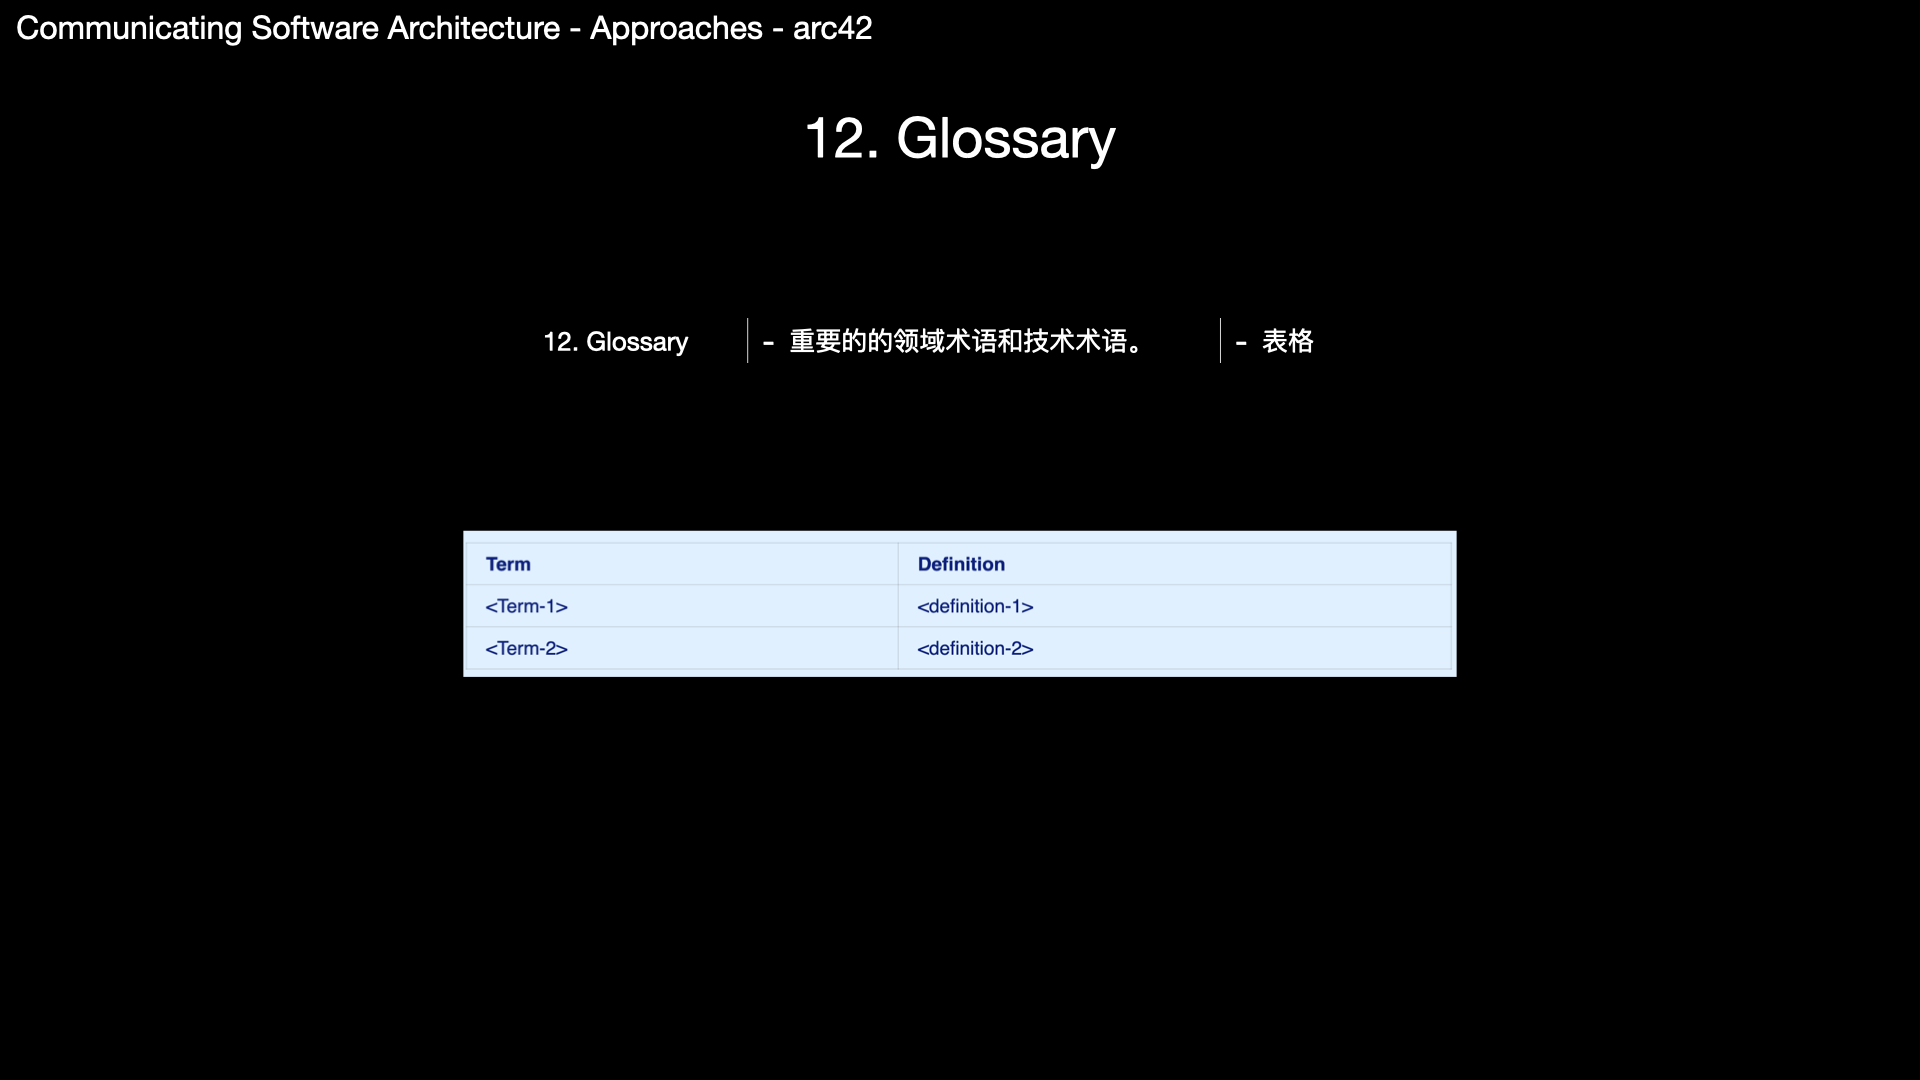 Communicating Software Architecture - Approaches - arc42
12. Glossary
12. Glossary - 重要的的领域术语和技术术语。 - 表格
Term Definition
<Term-1> <definition-1>
<Term-2> <definition-2>